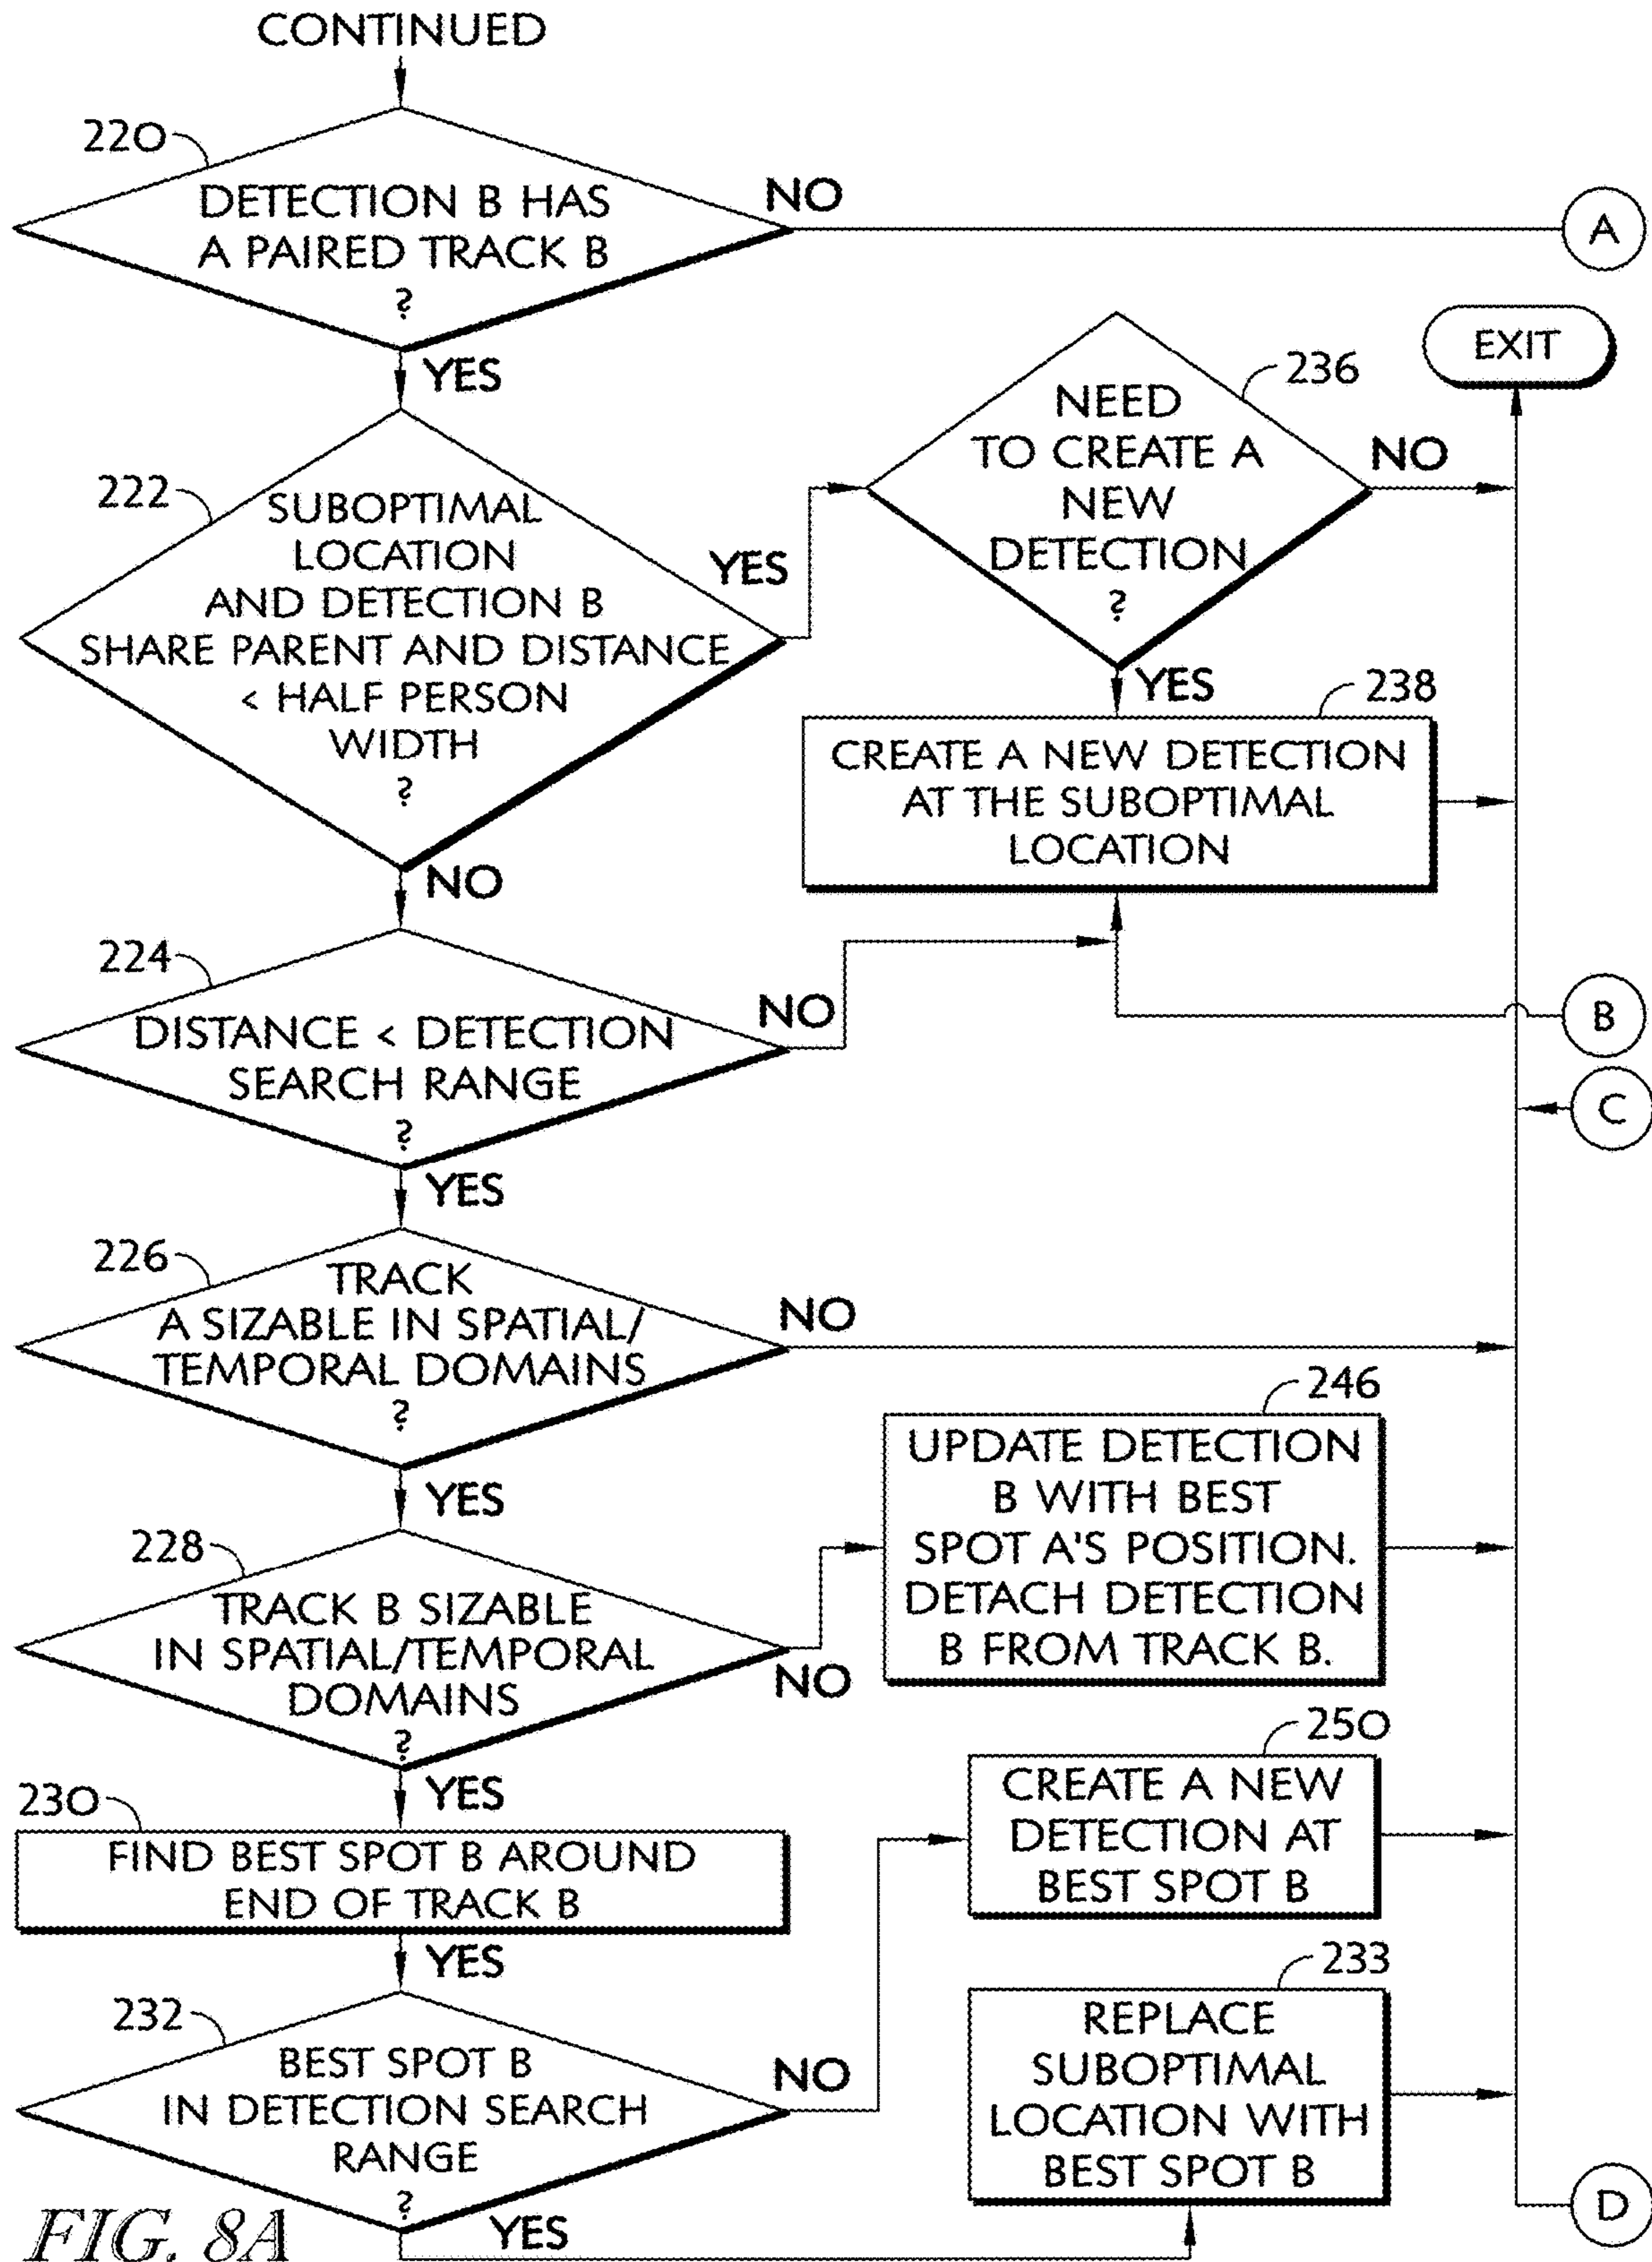 CONTINUED
220
DETECTION B HAS
A PAIRED TRACK B
?
NO
A
YES
EXIT
236
NEED
TO CREATE A
NEW
DETECTION
?
NO
YES
222
SUBOPTIMAL
LOCATION
AND DETECTION B
SHARE PARENT AND DISTANCE
< HALF PERSON
WIDTH
?
YES
NO
238
CREATE A NEW DETECTION
AT THE SUBOPTIMAL
LOCATION
224
DISTANCE < DETECTION
SEARCH RANGE
?
NO
YES
B
C
226
TRACK
A SIZABLE IN SPATIAL/
TEMPORAL DOMAINS
?
NO
YES
246
UPDATE DETECTION
B WITH BEST
SPOT A'S POSITION.
DETACH DETECTION
B FROM TRACK B.
228
TRACK B SIZABLE
IN SPATIAL/TEMPORAL
DOMAINS
?
NO
YES
250
CREATE A NEW
DETECTION AT
BEST SPOT B
230
FIND BEST SPOT B AROUND
END OF TRACK B
YES
233
REPLACE
SUBOPTIMAL
LOCATION WITH
BEST SPOT B
232
BEST SPOT B
IN DETECTION SEARCH
RANGE
?
NO
YES
D
FIG. 8A